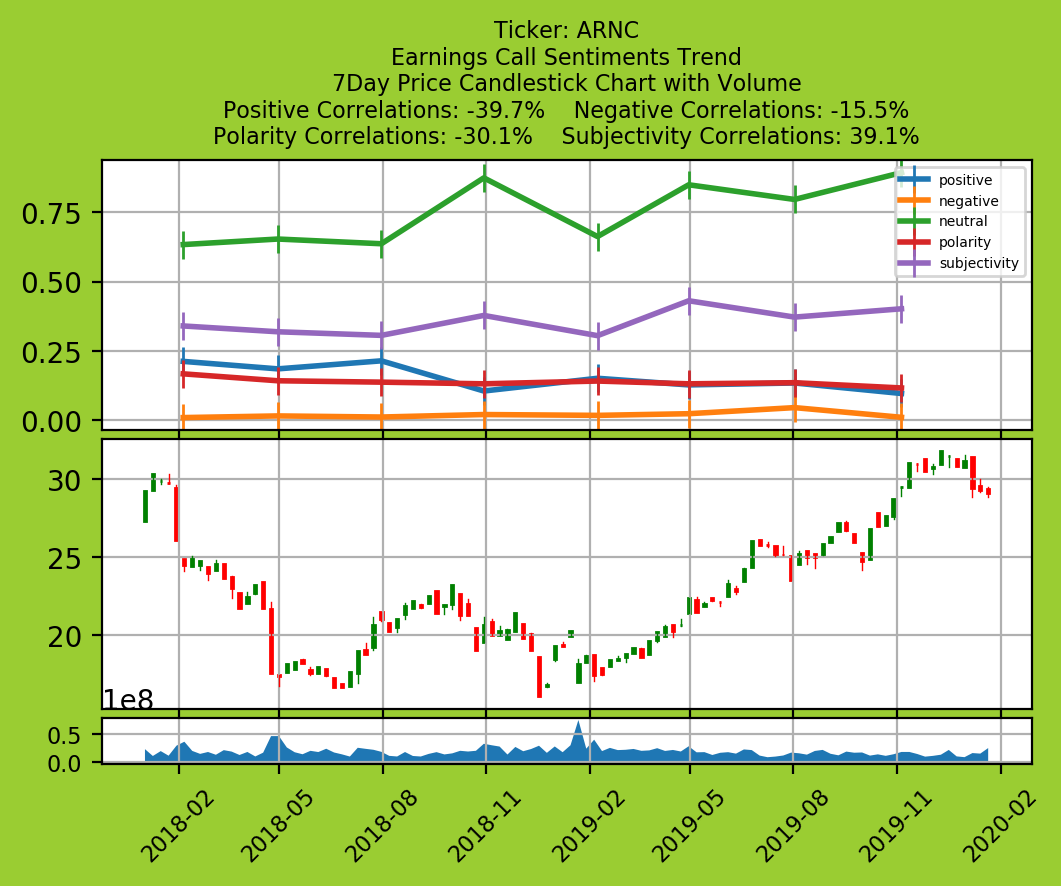 Ticker: ARNC
Earnings Call Sentiments Trend
7Day Price Candlestick Chart with Volume
Positive Correlations: -39.7%    Negative Correlations: -15.5%
Polarity Correlations: -30.1%    Subjectivity Correlations: 39.1%
positive
negative
neutral
polarity
subjectivity
0.75
0.50
0.25
0.00
30
25
20
1e8
0.5
0.0
2018-02
2018-05
2018-08
2018-11
2019-02
2019-05
2019-08
2019-11
2020-02